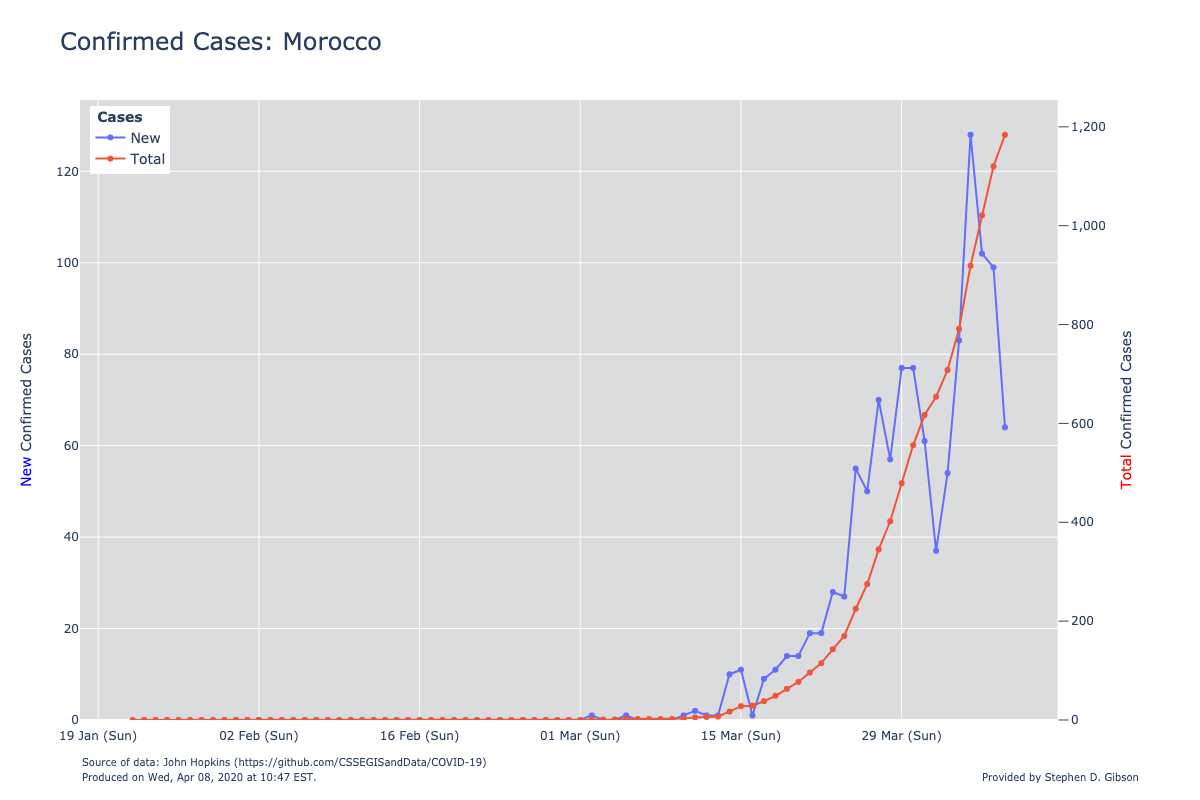 Confirmed Cases: Morocco
Cases
New
Total
120
100
80
60
40
20
0
1,200
1,000
800
600
400
200
0
New Confirmed Cases
Total Confirmed Cases
19 Jan (Sun)
02 Feb (Sun)
16 Feb (Sun)
01 Mar (Sun)
15 Mar (Sun)
29 Mar (Sun)
Source of data: John Hopkins (https://github.com/CSSEGISandData/COVID-19)
Produced on Wed, Apr 08, 2020 at 10:47 EST.
Provided by Stephen D. Gibson